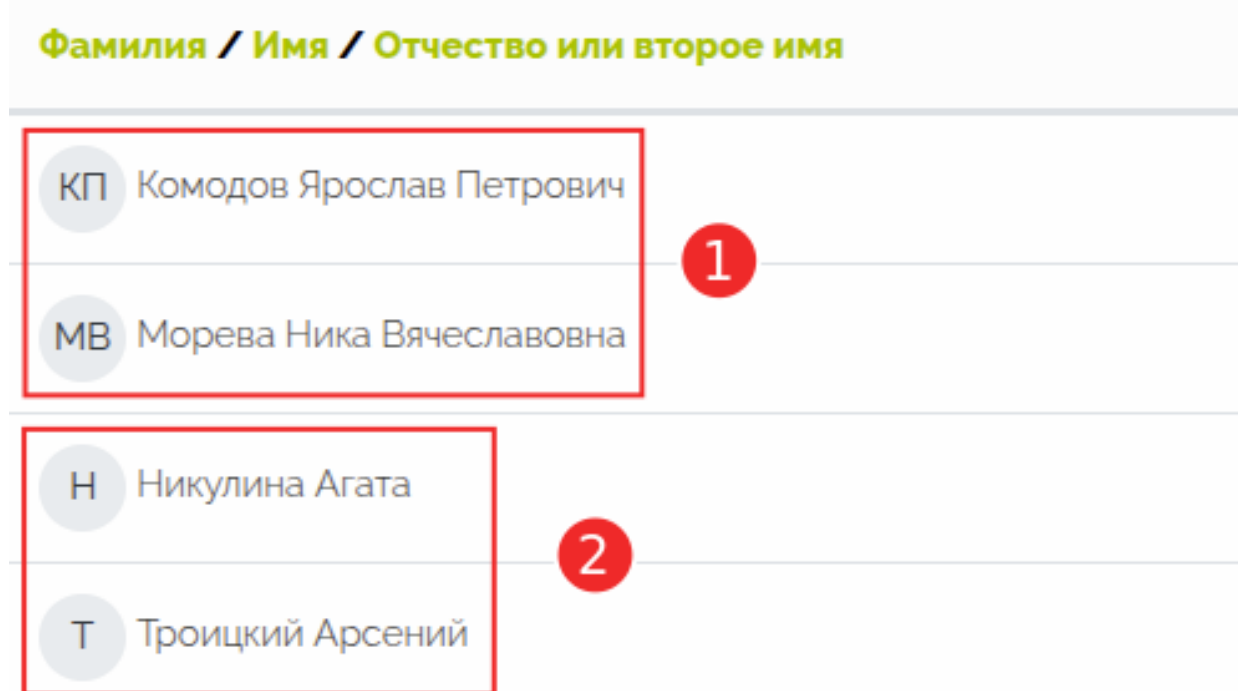 Фамилия / Имя / Отчество или второе имя
КП Комодов Ярослав Петрович
1
МВ Морева Ника Вячеславовна
Н Никулина Агата
2
Т Троицкий Арсений